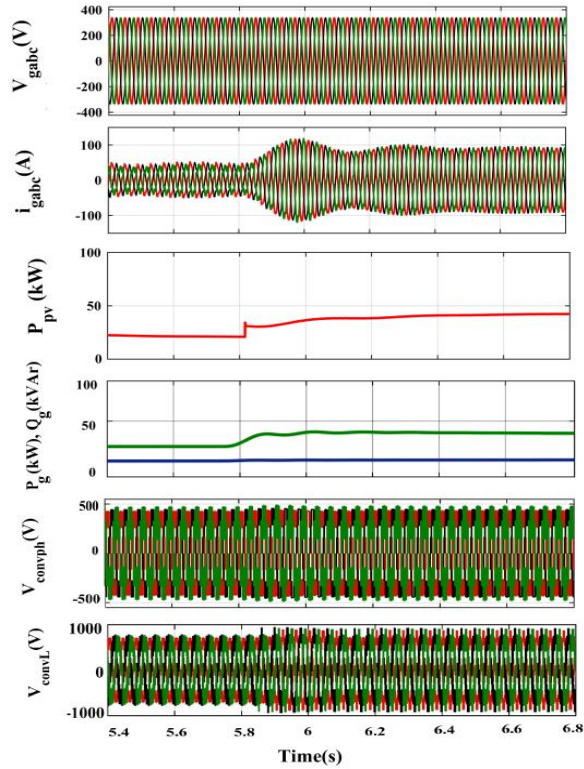 400
200
0
-200
-400
V_gabc(V)
100
0
-100
i_gabc(A)
100
50
0
P_pv (kW)
100
50
0
P_g(kW), Q_g(kVAr)
500
0
-500
V_convph(V)
1000
0
-1000
V_convL(V)
5.4 5.6 5.8 6 6.2 6.4 6.6 6.8
Time(s)